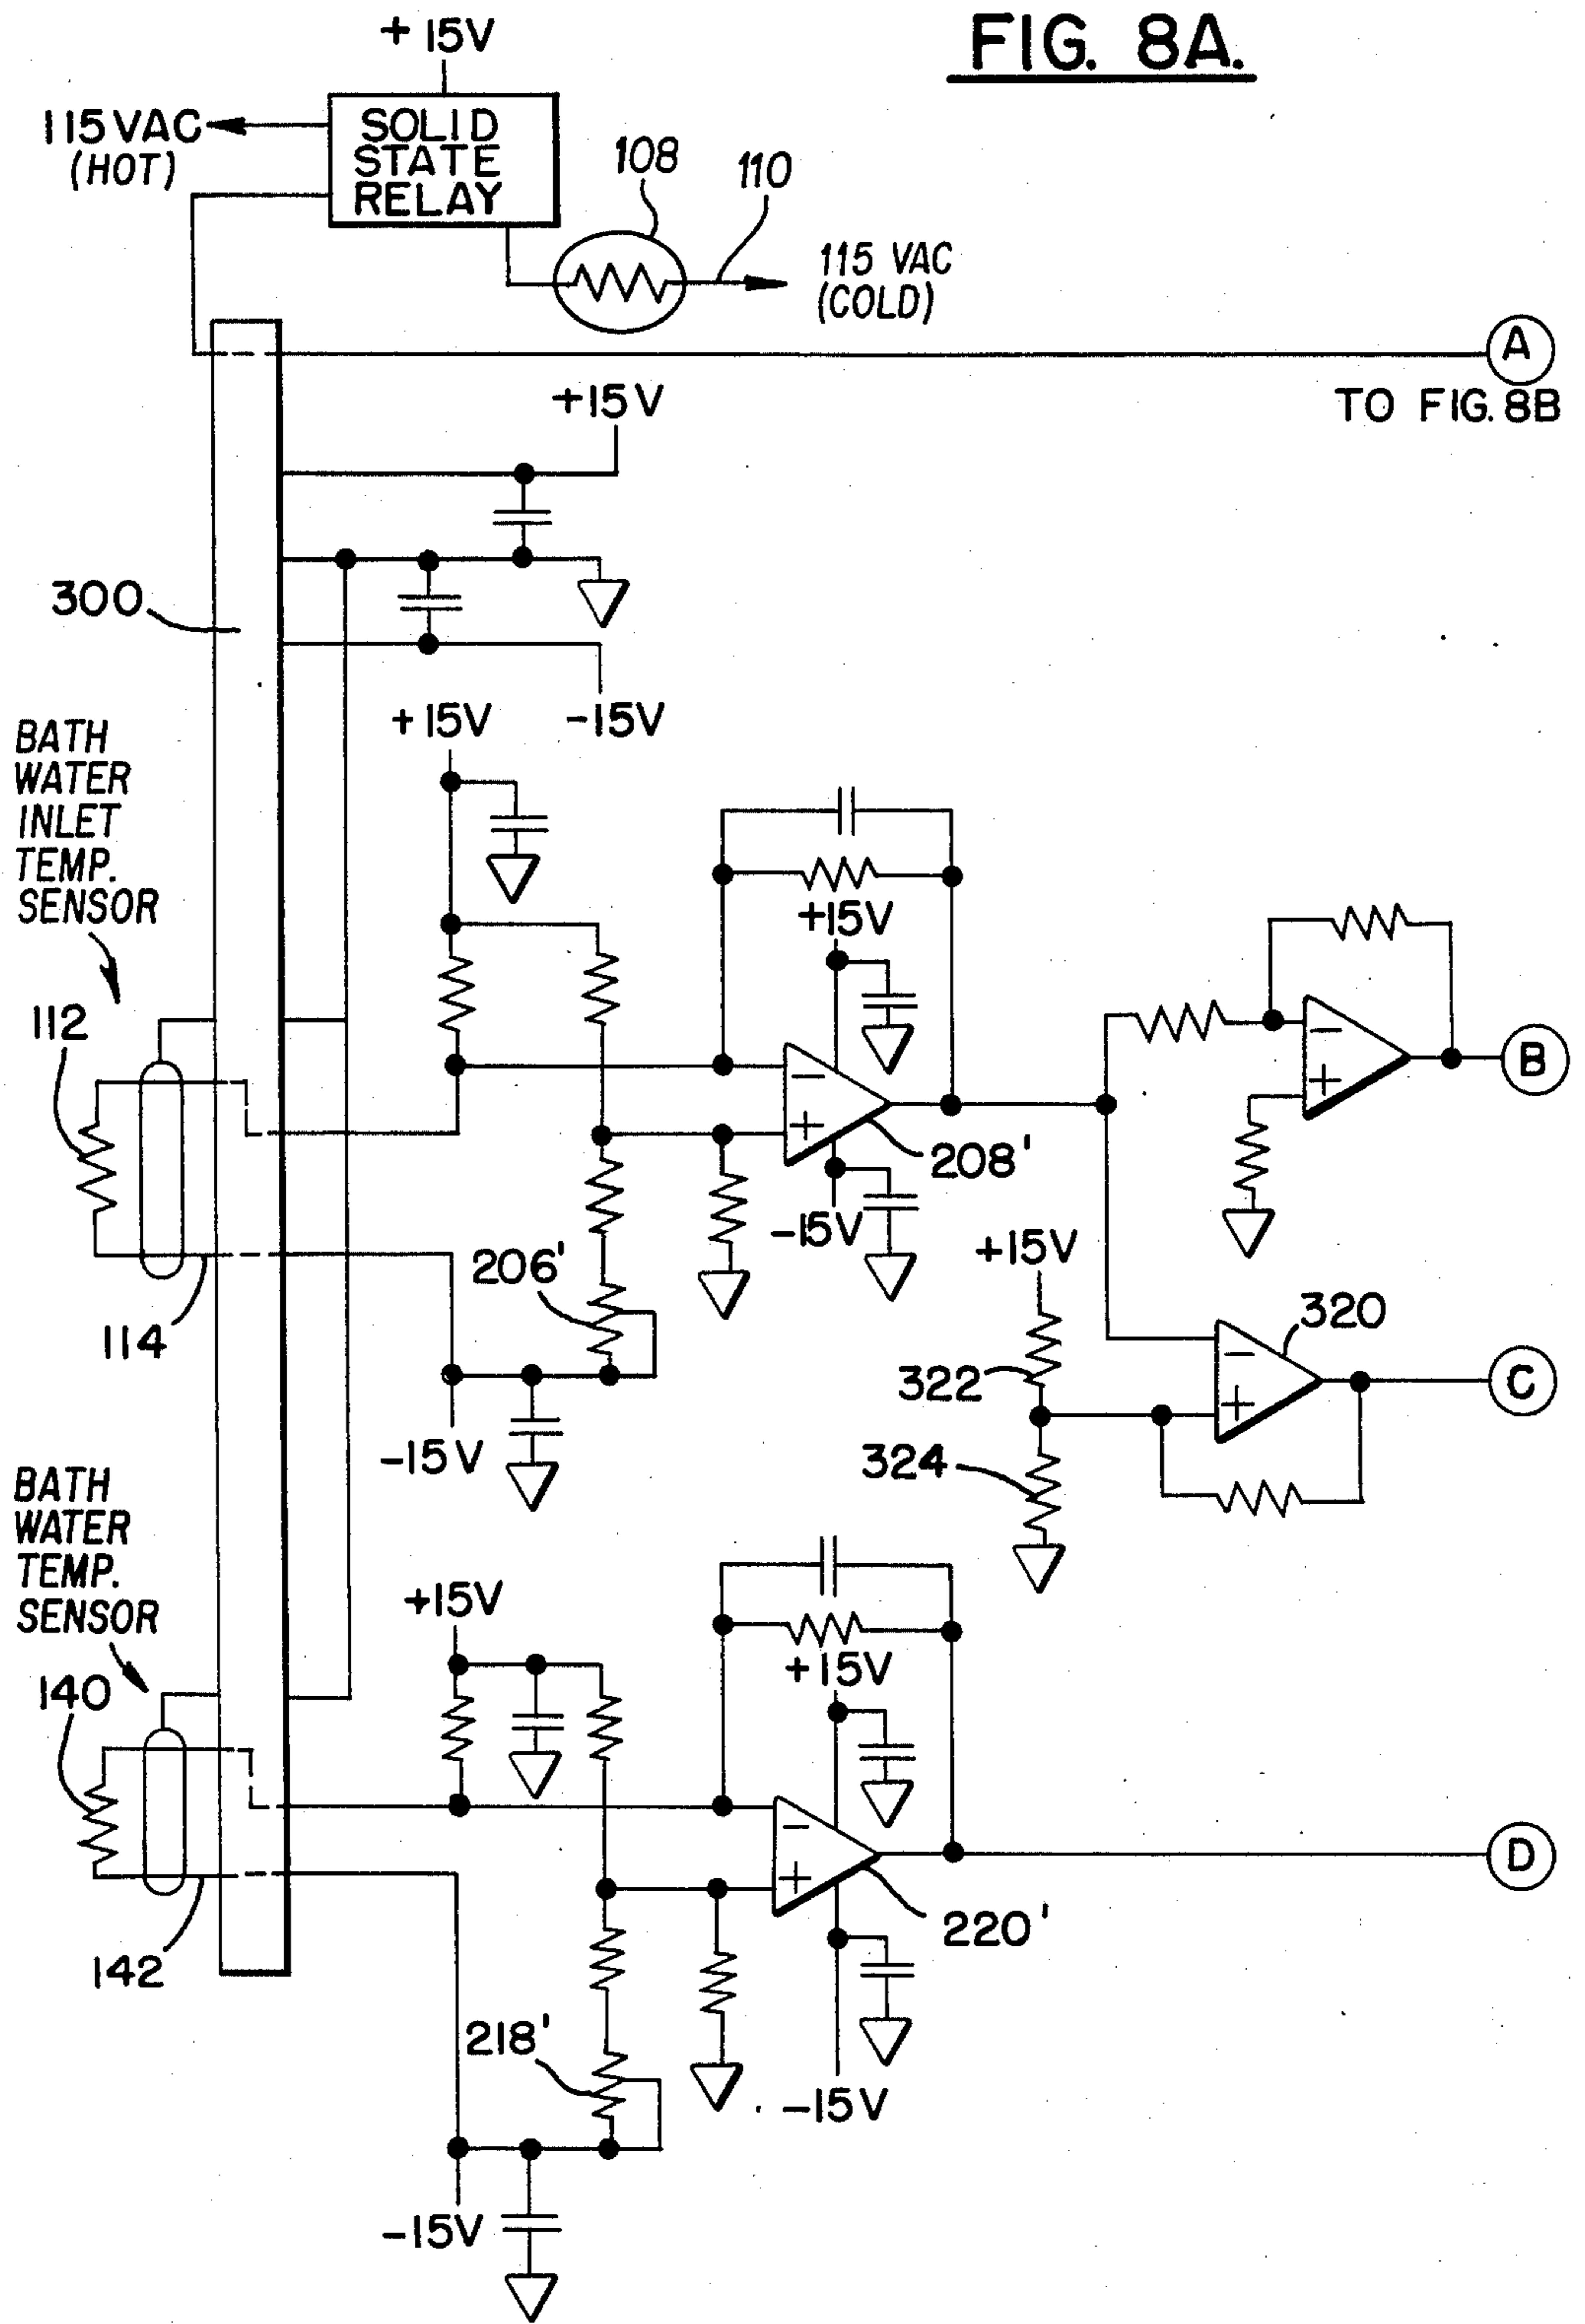 FIG. 8A.
+15V
115VAC
(HOT)
SOLID
STATE
RELAY
108
110
115 VAC
(COLD)
A
TO FIG. 8B
+15V
300
-15V
+15V
BATH
WATER
INLET
TEMP.
SENSOR
+15V
112
-
+
208'
-
+
B
-15V
+15V
206'
114
320
322
-
+
C
-15V
324
BATH
WATER
TEMP.
SENSOR
+15V
+15V
140
-
+
D
220'
142
218'
-15V
-15V